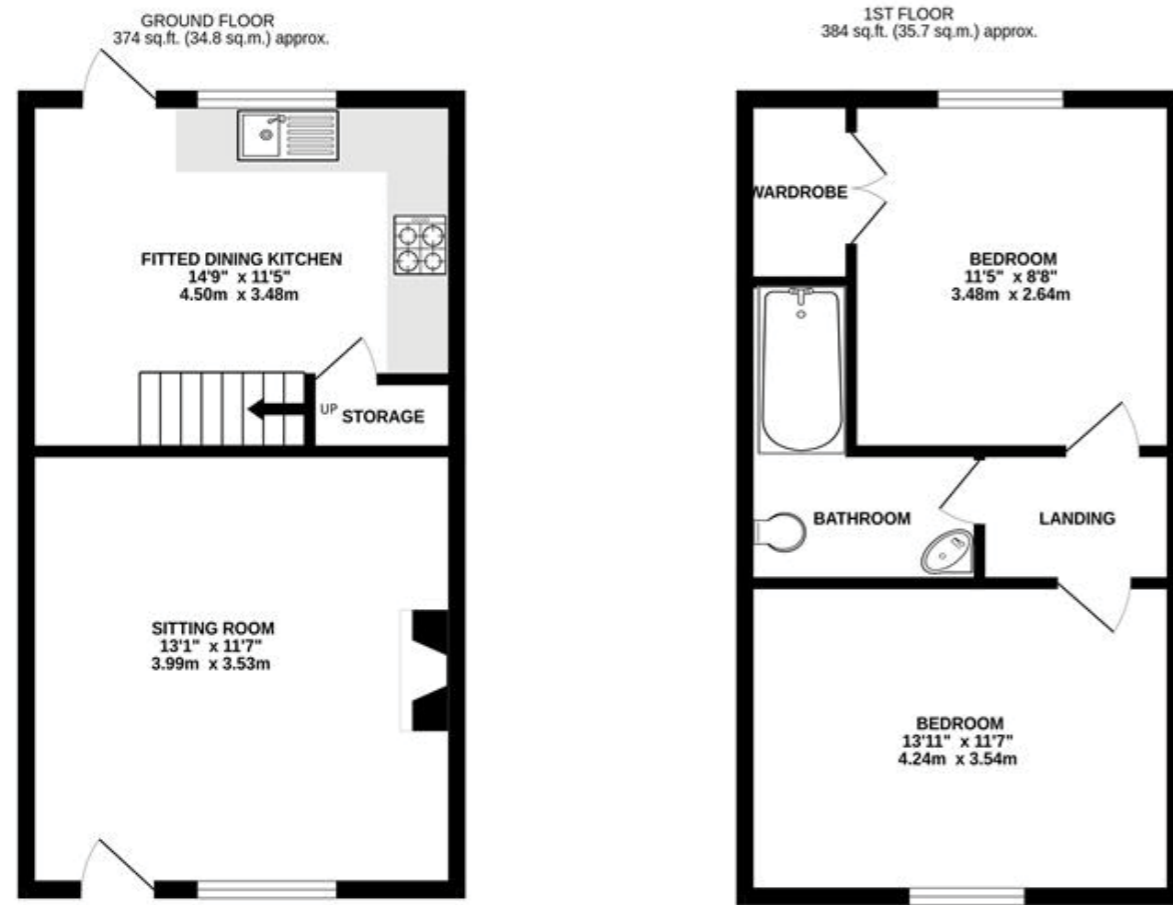 GROUND FLOOR
374 sq.ft. (34.8 sq.m.) approx.
FITTED DINING KITCHEN
14'9" x 11'5"
4.50m x 3.48m
UP
STORAGE
SITTING ROOM
13'1" x 11'7"
3.99m x 3.53m
1ST FLOOR
384 sq.ft. (35.7 sq.m.) approx.
WARDROBE
BEDROOM
11'5" x 8'8"
3.48m x 2.64m
BATHROOM
LANDING
BEDROOM
13'11" x 11'7"
4.24m x 3.54m